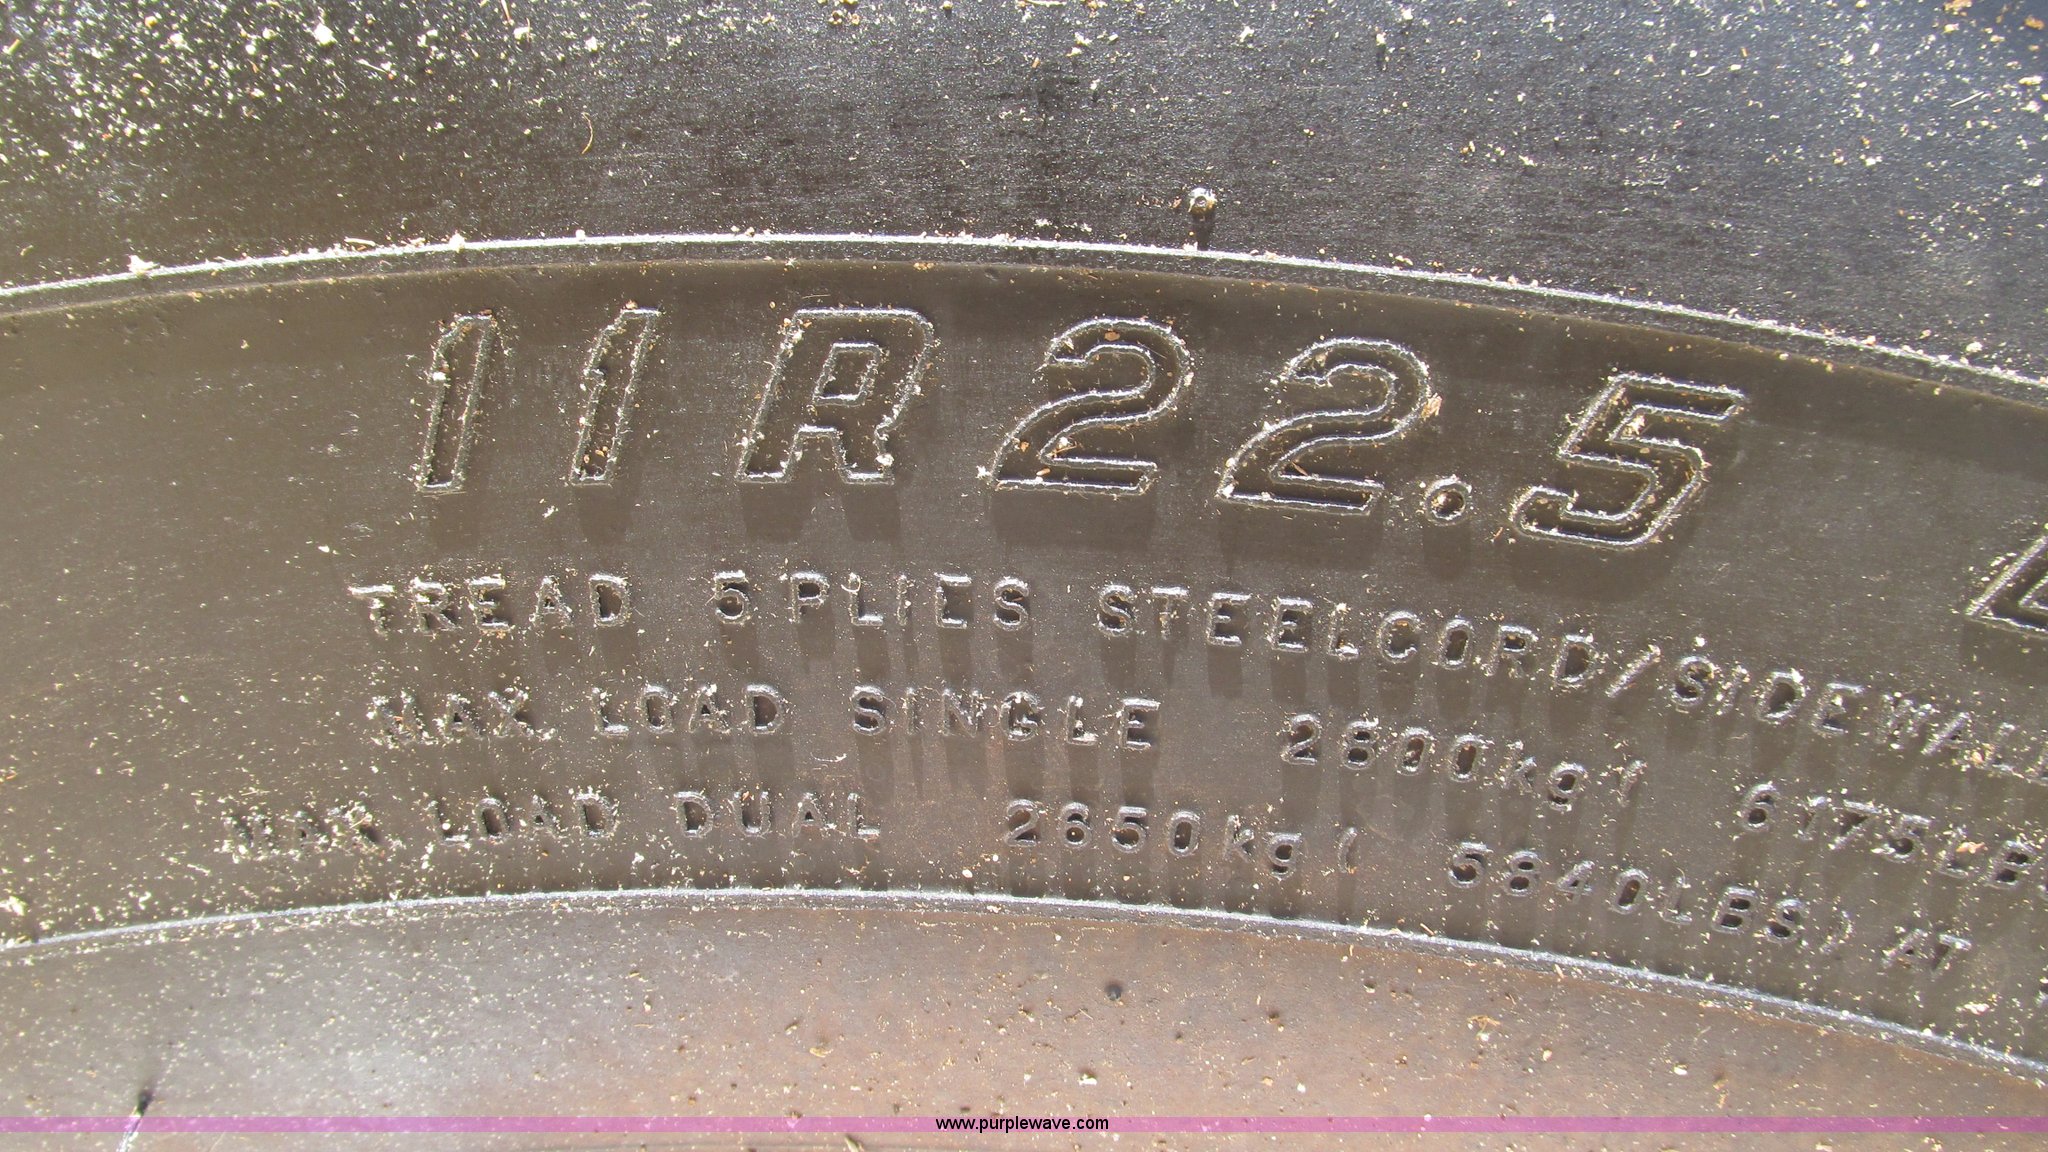 11R22.5
TREAD 5 PLIES STEELCORD/SIDEWALL
MAX. LOAD SINGLE 2800kg( 6175LBS
MAX. LOAD DUAL 2650kg( 5840LBS) AT
www.purplewave.com